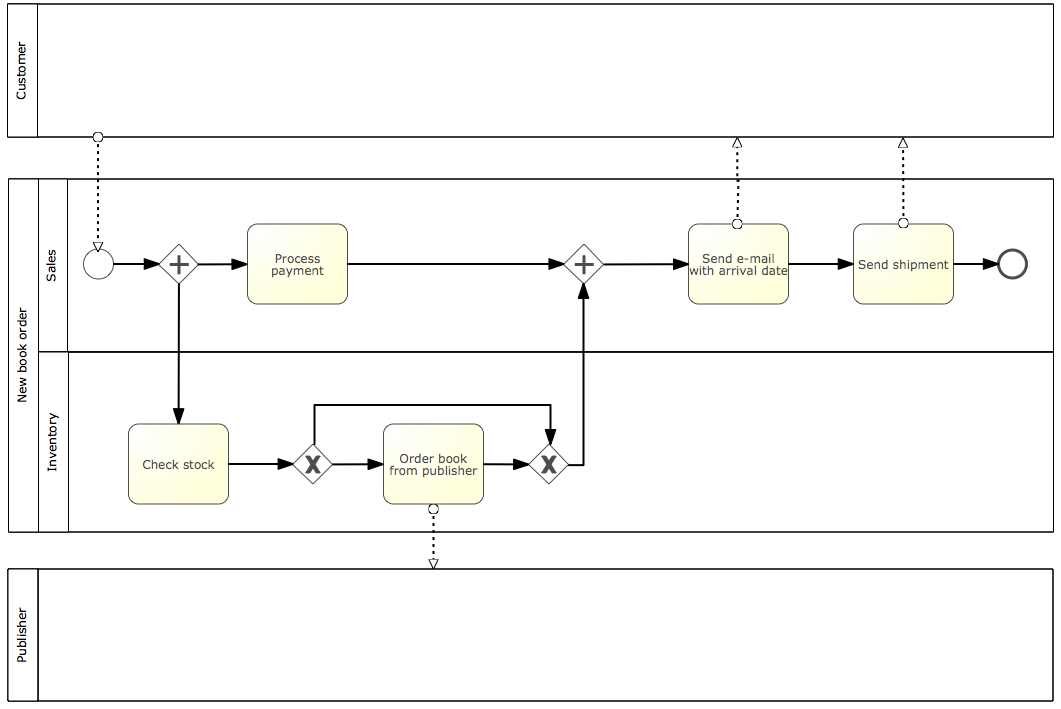 Customer
New book order
Sales
Process
payment
Send e-mail
with arrival date
Send shipment
Inventory
Check stock
X
Order book
from publisher
X
Publisher